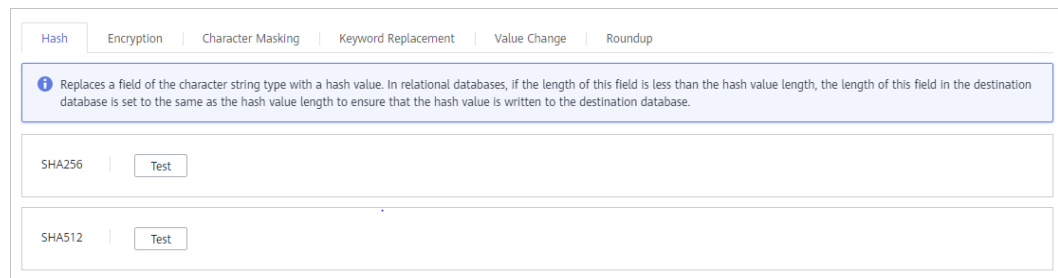 Hash Encryption Character Masking Keyword Replacement Value Change Roundup
Replaces a field of the character string type with a hash value. In relational databases, if the length of this field is less than the hash value length, the length of this field in the destination
database is set to the same as the hash value length to ensure that the hash value is written to the destination database.
SHA256 Test
SHA512 Test